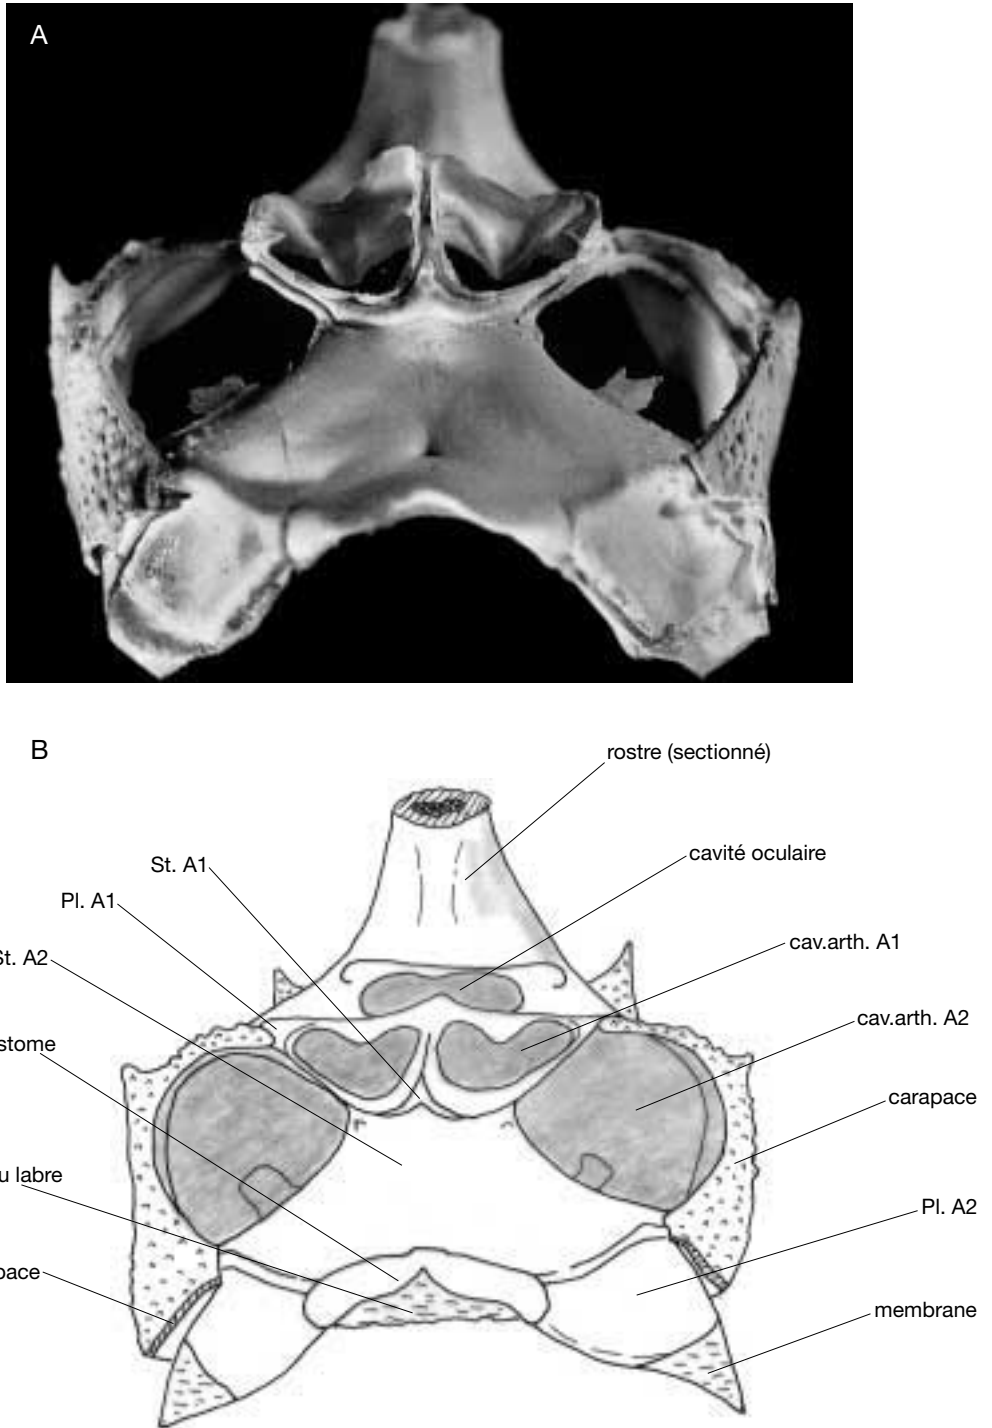 A
B
rostre (sectionné)
cavité oculaire
St. A1
Pl. A1
cav.arth. A1
St. A2
cav.arth. A2
stome
carapace
u labre
Pl. A2
pace
membrane